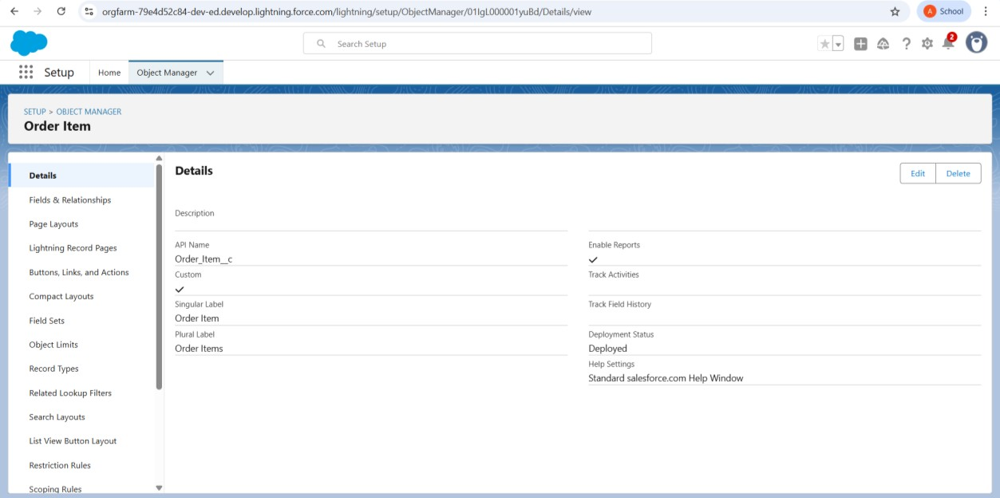 orgfarm-79e4d52c84-dev-ed.develop.lightning.force.com/lightning/setup/ObjectManager/01IgL000001yuBd/Details/view
A School
Search Setup
2
Setup
Home
Object Manager
SETUP > OBJECT MANAGER
Order Item
Details
Fields & Relationships
Page Layouts
Lightning Record Pages
Buttons, Links, and Actions
Compact Layouts
Field Sets
Object Limits
Record Types
Related Lookup Filters
Search Layouts
List View Button Layout
Restriction Rules
Scoping Rules
Details
Edit
Delete
Description
API Name
Order_Item__c
Custom
Singular Label
Order Item
Plural Label
Order Items
Enable Reports
Track Activities
Track Field History
Deployment Status
Deployed
Help Settings
Standard salesforce.com Help Window